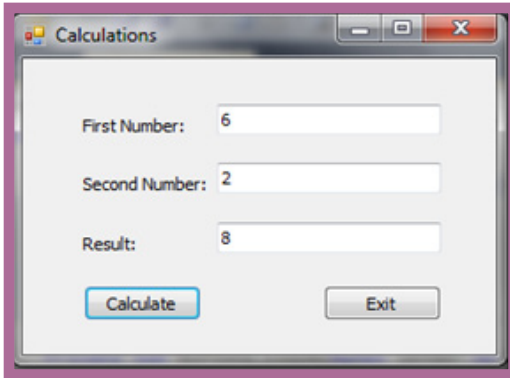 Calculations
First Number: 6
Second Number: 2
Result: 8
Calculate Exit